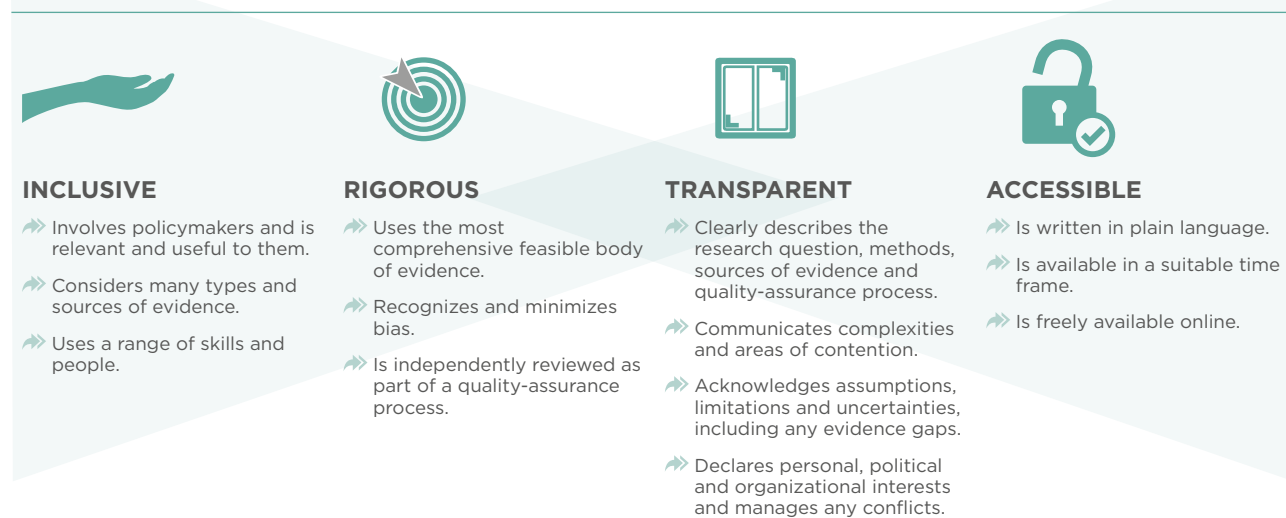 INCLUSIVE
Involves policymakers and is
relevant and useful to them.
Considers many types and
sources of evidence.
Uses a range of skills and
people.
RIGOROUS
Uses the most
comprehensive feasible body
of evidence.
Recognizes and minimizes
bias.
Is independently reviewed as
part of a quality-assurance
process.
TRANSPARENT
Clearly describes the
research question, methods,
sources of evidence and
quality-assurance process.
Communicates complexities
and areas of contention.
Acknowledges assumptions,
limitations and uncertainties,
including any evidence gaps.
Declares personal, political
and organizational interests
and manages any conflicts.
ACCESSIBLE
Is written in plain language.
Is available in a suitable time
frame.
Is freely available online.